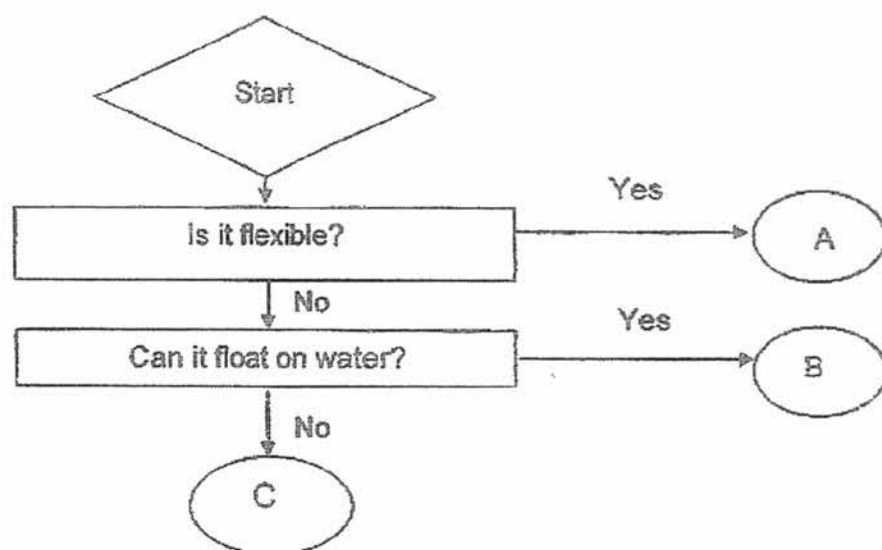 Start
Is it flexible?
Yes
A
No
Can it float on water?
Yes
B
No
C